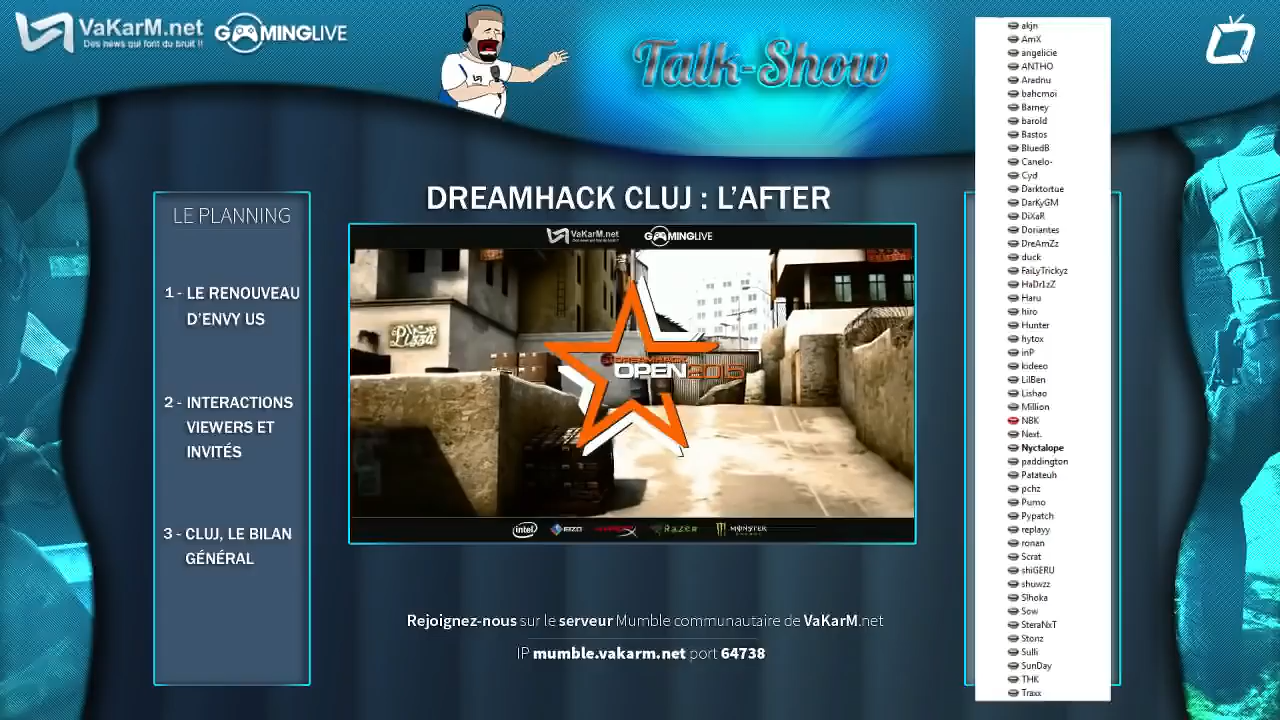 VaKarM.net
Des news qui font du bruit !!
GAMINGLIVE
Talk-Show
tv
DREAMHACK CLUJ : L'AFTER
LE PLANNING
1 - LE RENOUVEAU
D'ENVY US
2 - INTERACTIONS
VIEWERS ET
INVITÉS
3 - CLUJ, LE BILAN
GÉNÉRAL
VaKarM.net
GAMINGLIVE
Pizza
DREAMHACK
OPEN2015
intel
RAZER
MONSTER
Rejoignez-nous sur le serveur Mumble communautaire de VaKarM.net
IP mumble.vakarm.net port 64738
akjn
AmX
angelicie
ANTHO
Aradnu
bahcmoi
Barney
barold
Bastos
BluedB
Canelo-
Cyd
Darktortue
DarKyGM
DiXaR
Doriantes
DreAmZz
duck
FaiLyTrickyz
HaDr1zZ
Haru
hiro
Hunter
hytox
inP
kideeo
LilBen
Lishao
Million
NBK
Next.
Nyctalope
paddington
Patateuh
pchz
Pumo
Pypatch
replayy
ronan
Scrat
shiGERU
shuwzz
Slhoka
Sow
SteraNxT
Stonz
Sulli
SunDay
THK
Traxx